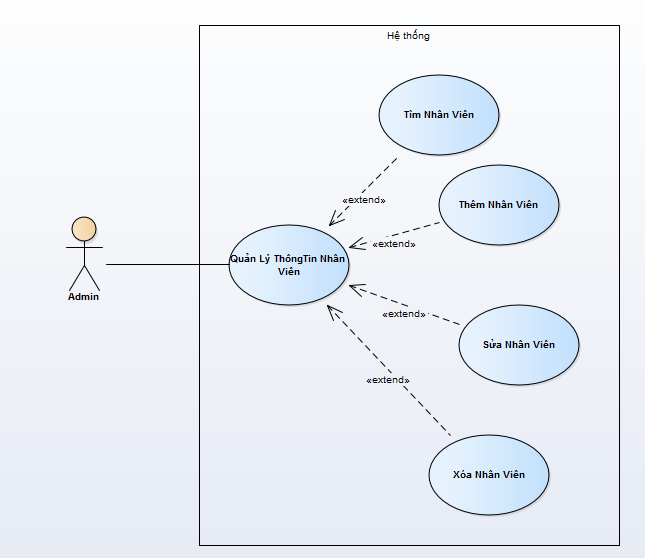 Hệ thống
Tìm Nhân Viên
«extend»
Thêm Nhân Viên
«extend»
Quản Lý ThôngTin Nhân
Viên
Admin
«extend»
Sửa Nhân Viên
«extend»
Xóa Nhân Viên